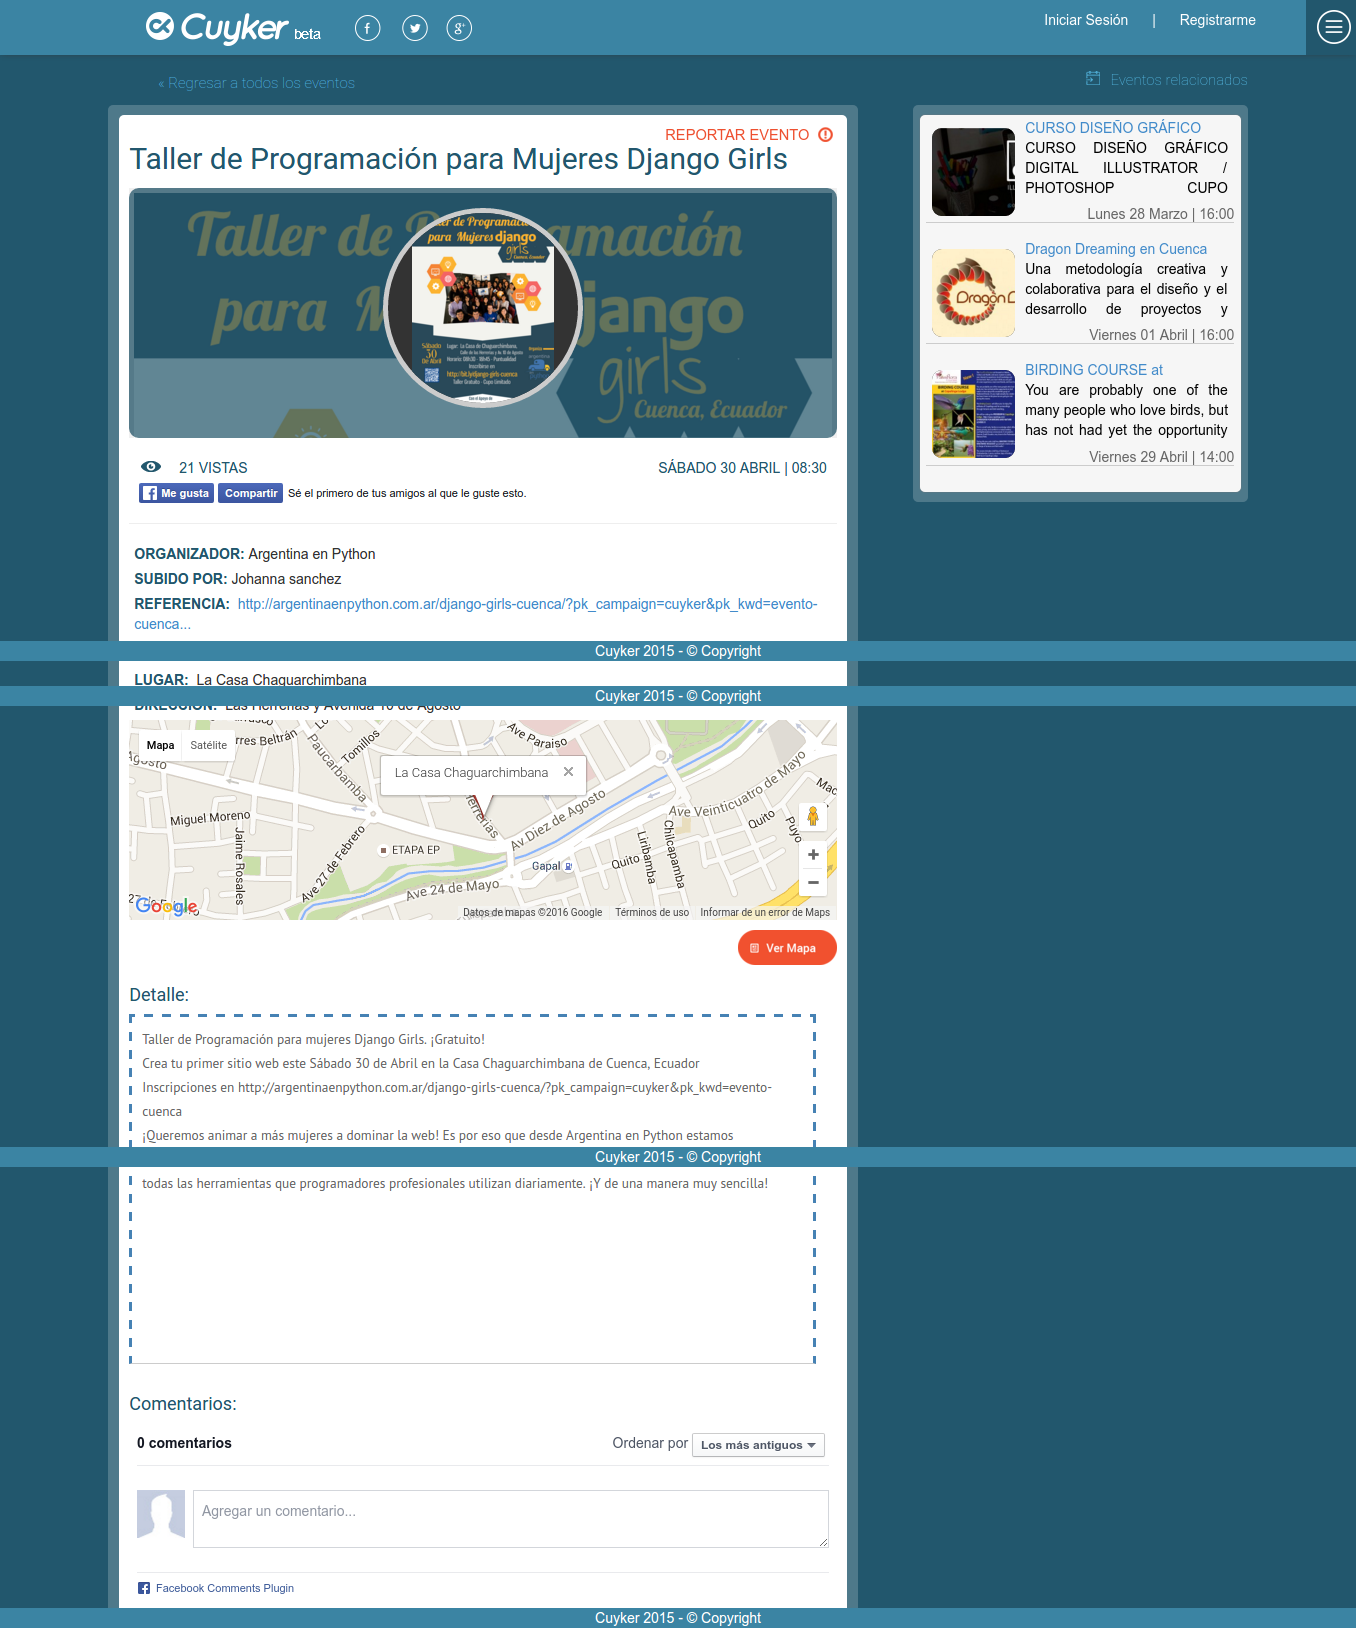 Cuyker beta
Iniciar Sesión | Registrarme
« Regresar a todos los eventos
Eventos relacionados
REPORTAR EVENTO
Taller de Programación para Mujeres Django Girls
Taller de Programación
para Mujeres django
girls
Cuenca, Ecuador
21 VISTAS
SÁBADO 30 ABRIL | 08:30
Me gusta
Compartir
Sé el primero de tus amigos al que le guste esto.
ORGANIZADOR: Argentina en Python
SUBIDO POR: Johanna sanchez
REFERENCIA: http://argentinaenpython.com.ar/django-girls-cuenca/?pk_campaign=cuyker&pk_kwd=evento-
cuenca...
Cuyker 2015 - © Copyright
LUGAR: La Casa Chaguarchimbana
Cuyker 2015 - © Copyright
DIRECCIÓN: Las Herrerías y Avenida 10 de Agosto
Mapa
Satélite
La Casa Chaguarchimbana
Ave Paraiso
Tomillos
Paucarbamba
Miguel Moreno
Jaime Rosales
Ave 27 de Febrero
ETAPA EP
Av Diez de Agosto
Ave Veinticuatro de Mayo
Gapal
Quito
Liribamba
Chilcapamba
Quito
Puyo
Ave 24 de Mayo
Google
Datos de mapas ©2016 Google
Términos de uso
Informar de un error de Maps
Ver Mapa
Detalle:
Taller de Programación para mujeres Django Girls. ¡Gratuito!
Crea tu primer sitio web este Sábado 30 de Abril en la Casa Chaguarchimbana de Cuenca, Ecuador
Inscripciones en http://argentinaenpython.com.ar/django-girls-cuenca/?pk_campaign=cuyker&pk_kwd=evento-
cuenca
¡Queremos animar a más mujeres a dominar la web! Es por eso que desde Argentina en Python estamos
Cuyker 2015 - © Copyright
todas las herramientas que programadores profesionales utilizan diariamente. ¡Y de una manera muy sencilla!
Comentarios:
0 comentarios
Ordenar por Los más antiguos
Agregar un comentario...
Facebook Comments Plugin
Cuyker 2015 - © Copyright
CURSO DISEÑO GRÁFICO
CURSO DISEÑO GRÁFICO
DIGITAL ILLUSTRATOR /
PHOTOSHOP CUPO
Lunes 28 Marzo | 16:00
Dragon Dreaming en Cuenca
Una metodología creativa y
colaborativa para el diseño y el
desarrollo de proyectos y
Viernes 01 Abril | 16:00
BIRDING COURSE at
You are probably one of the
many people who love birds, but
has not had yet the opportunity
Viernes 29 Abril | 14:00